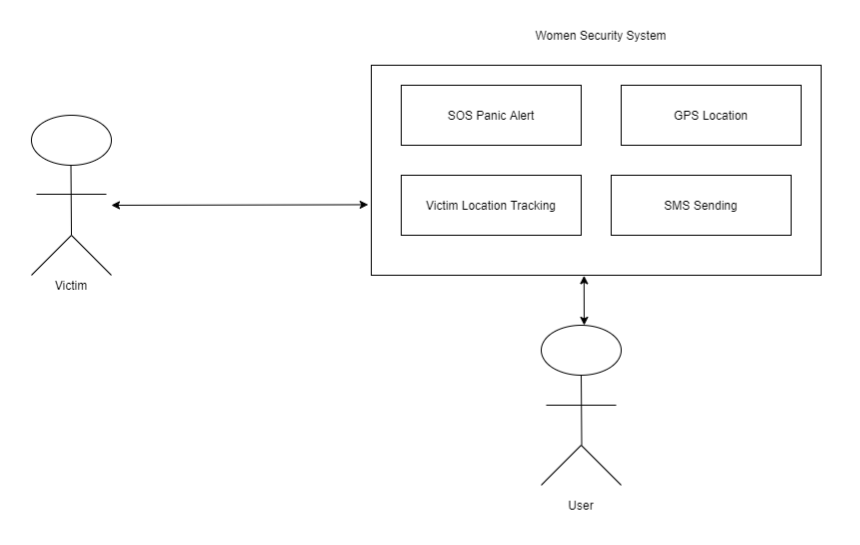 Women Security System
SOS Panic Alert
GPS Location
Victim Location Tracking
SMS Sending
Victim
User